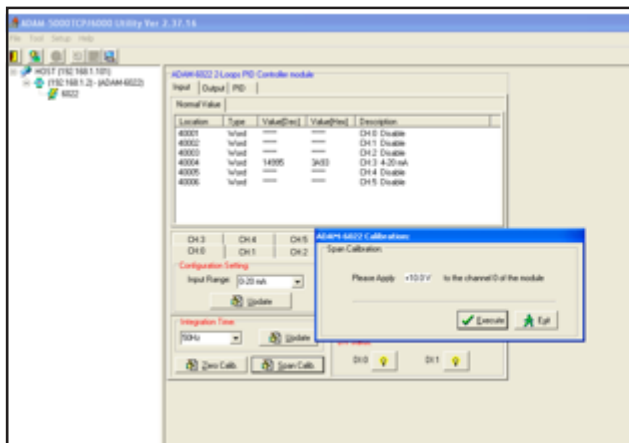 ADAM-5000TCP/6000 Utility Ver 2.37.16
File Tool Setup Help
HOST (192.168.1.101)
(192.168.1.2)-(ADAM-6022)
6022
ADAM-6022 2-Loops PID Controller module
Input Output PID
Normal Value
Location Type Value[Dec] Value[Hex] Description
40001 Word ***** ***** CH:0 Disable
40002 Word ***** ***** CH:1 Disable
40003 Word ***** ***** CH:2 Disable
40004 Word 14995 3A93 CH:3 4-20 mA
40005 Word ***** ***** CH:4 Disable
40006 Word ***** ***** CH:5 Disable
CH:3 CH:4 CH:5
CH:0 CH:1 CH:2
Configuration Setting
Input Range: 0-20 mA
Update
Integration Time
50Hz Update
Zero Calib. Span Calib.
DI:0 DI:1
ADAM-6022 Calibration:
Span Calibration:
Please Apply +10.0 V to the channel 0 of the module
Execute Exit